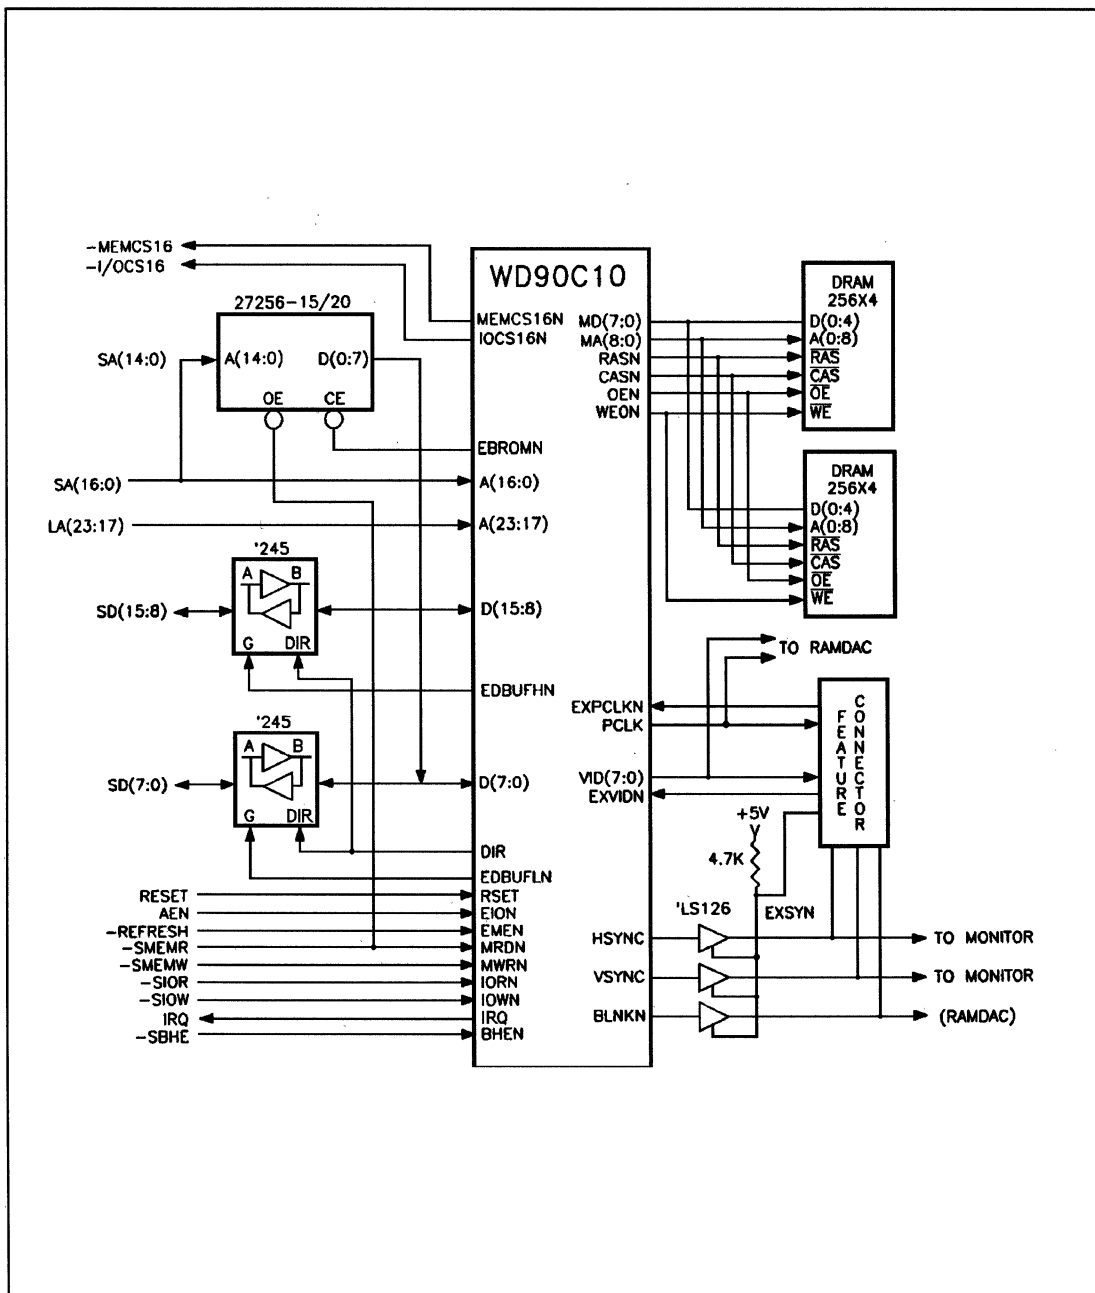 -MEMCS16
-I/OCS16
27256-15/20
SA(14:0)
A(14:0) D(0:7)
OE CE
SA(16:0)
LA(23:17)
'245
A B
SD(15:8)
G DIR
'245
A B
SD(7:0)
G DIR
RESET
AEN
-REFRESH
-SMEMR
-SMEMW
-SIOR
-SIOW
IRQ
-SBHE
WD90C10
MEMCS16N
IOCS16N
EBROMN
A(16:0)
A(23:17)
D(15:8)
EDBUFHN
D(7:0)
DIR
EDBUFLN
RSET
EION
EMEN
MRDN
MWRN
IORN
IOWN
IRQ
BHEN
MD(7:0)
MA(8:0)
RASN
CASN
OEN
WE0N
EXPCLKN
PCLK
VID(7:0)
EXVIDN
HSYNC
VSYNC
BLNKN
DRAM
256X4
D(0:4)
A(0:8)
RAS
CAS
OE
WE
DRAM
256X4
D(0:4)
A(0:8)
RAS
CAS
OE
WE
TO RAMDAC
FEATURE
CONNECTOR
+5V
4.7K
'LS126
EXSYN
TO MONITOR
TO MONITOR
(RAMDAC)